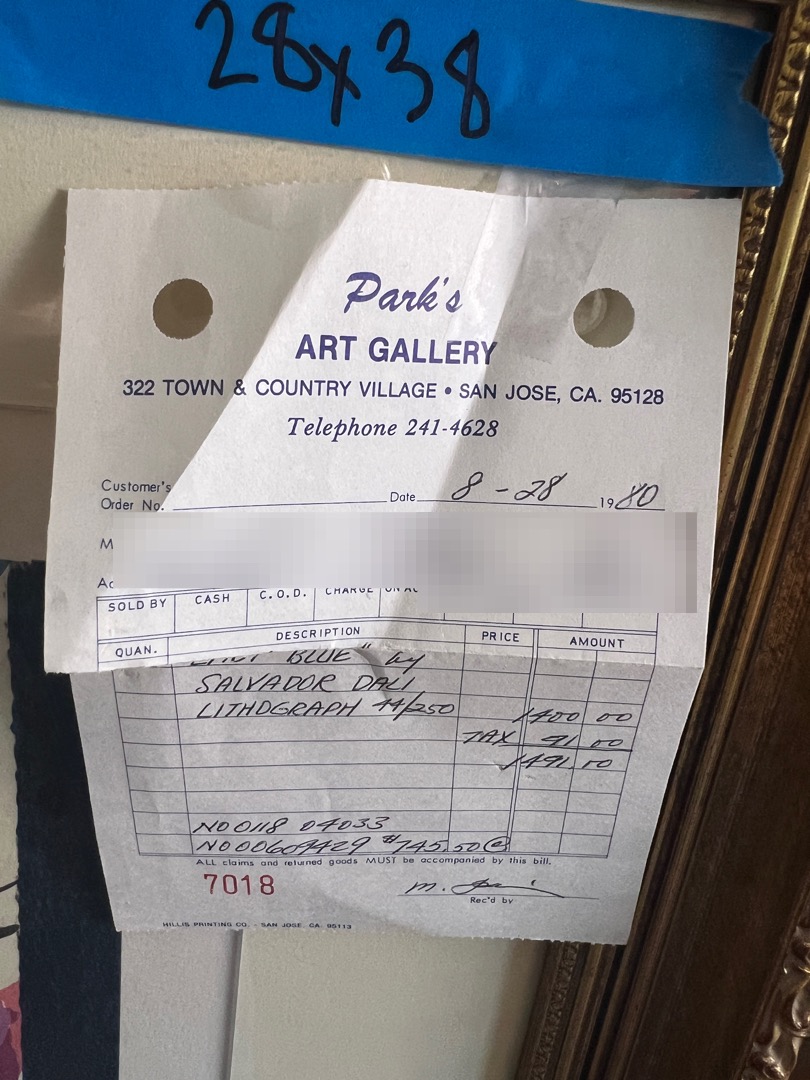 28x38
Park's
ART GALLERY
322 TOWN & COUNTRY VILLAGE • SAN JOSE, CA. 95128
Telephone 241-4628
Customer's
Order No. Date 8-28 1980
M
SOLD BY CASH C.O.D. CHARGE
QUAN. DESCRIPTION PRICE AMOUNT
BLUE" by
SALVADOR DALI
LITHOGRAPH 44/250 1400 00
TAX 91 00
1491 00
NO 0118 04033
$745.50
ALL claims and returned goods MUST be accompanied by this bill.
7018
Rec'd by
HILLIS PRINTING CO. - SAN JOSE, CA. 95113